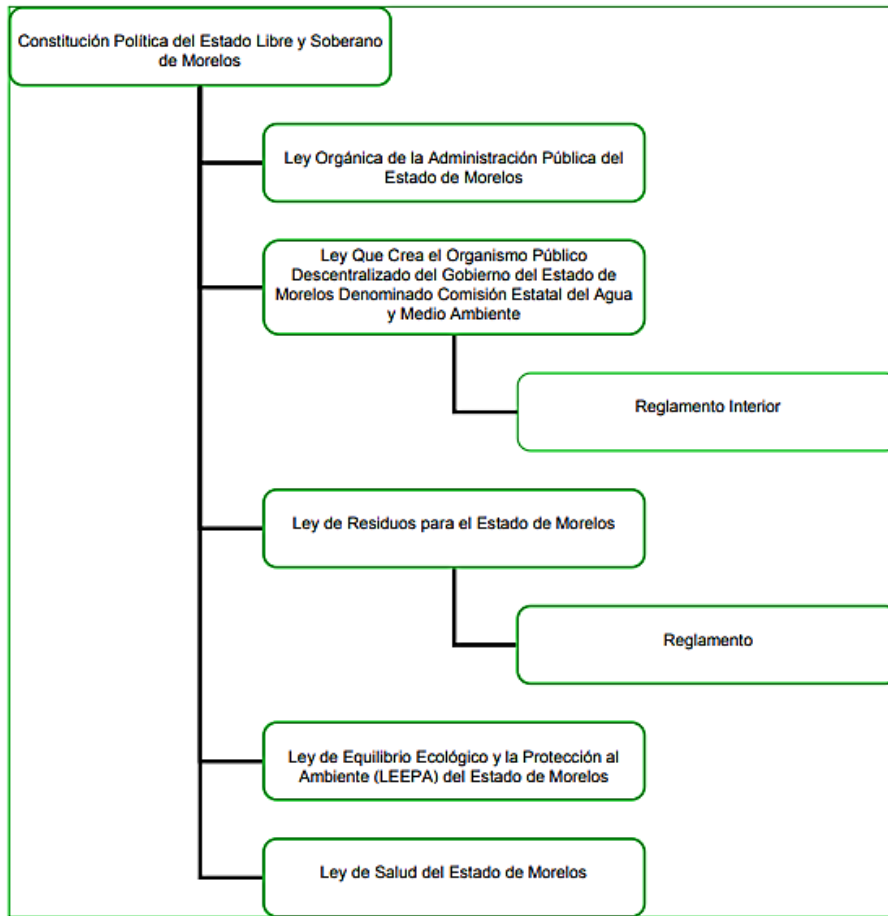 Constitución Política del Estado Libre y Soberano
de Morelos
Ley Orgánica de la Administración Pública del
Estado de Morelos
Ley Que Crea el Organismo Público
Descentralizado del Gobierno del Estado de
Morelos Denominado Comisión Estatal del Agua
y Medio Ambiente
Reglamento Interior
Ley de Residuos para el Estado de Morelos
Reglamento
Ley de Equilibrio Ecológico y la Protección al
Ambiente (LEEPA) del Estado de Morelos
Ley de Salud del Estado de Morelos